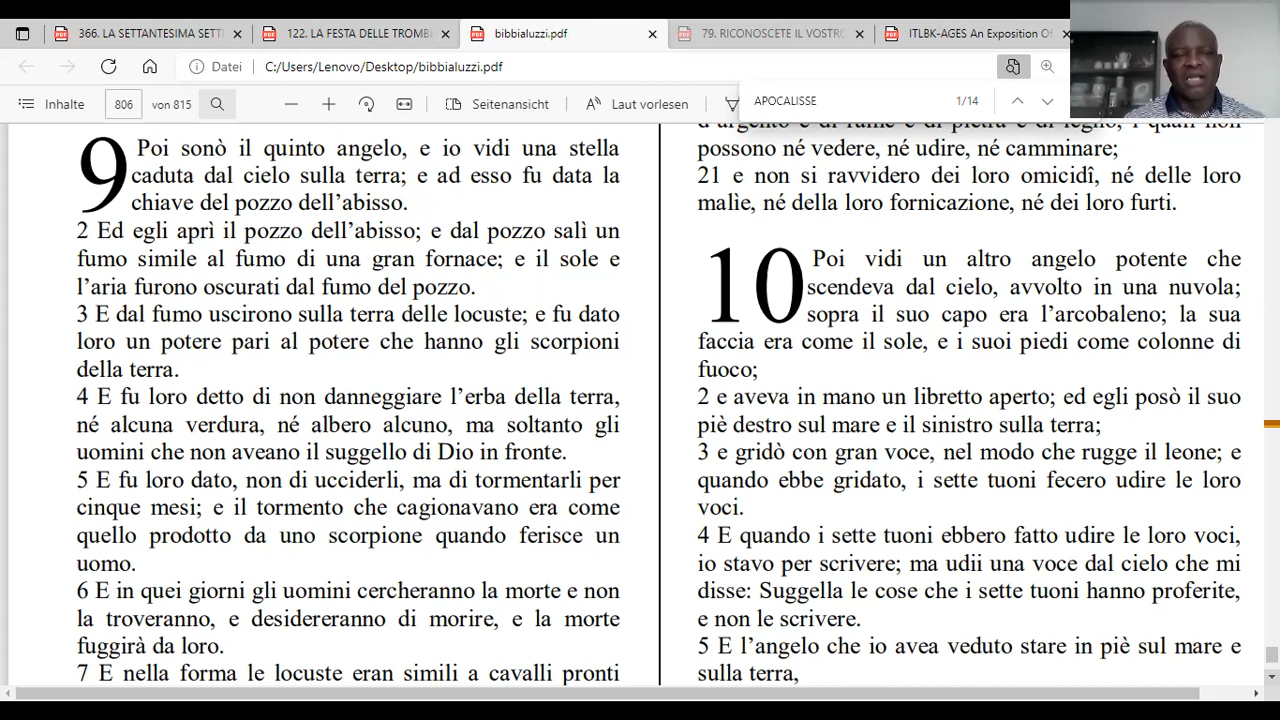 366. LA SETTANTESIMA SETT
122. LA FESTA DELLE TROMB
bibbialuzzi.pdf
79. RICONOSCETE IL VOSTRO
ITLBK-AGES An Exposition Of
Datei
C:/Users/Lenovo/Desktop/bibbialuzzi.pdf
Inhalte
806
von 815
Seitenansicht
Laut vorlesen
APOCALISSE
1/14
9 Poi sonò il quinto angelo, e io vidi una stella
caduta dal cielo sulla terra; e ad esso fu data la
chiave del pozzo dell'abisso.
2 Ed egli aprì il pozzo dell'abisso; e dal pozzo salì un
fumo simile al fumo di una gran fornace; e il sole e
l'aria furono oscurati dal fumo del pozzo.
3 E dal fumo uscirono sulla terra delle locuste; e fu dato
loro un potere pari al potere che hanno gli scorpioni
della terra.
4 E fu loro detto di non danneggiare l'erba della terra,
né alcuna verdura, né albero alcuno, ma soltanto gli
uomini che non aveano il suggello di Dio in fronte.
5 E fu loro dato, non di ucciderli, ma di tormentarli per
cinque mesi; e il tormento che cagionavano era come
quello prodotto da uno scorpione quando ferisce un
uomo.
6 E in quei giorni gli uomini cercheranno la morte e non
la troveranno, e desidereranno di morire, e la morte
fuggirà da loro.
7 E nella forma le locuste eran simili a cavalli pronti
d'argento e di rame e di pietra e di legno, i quali non
possono né vedere, né udire, né camminare;
21 e non si ravvidero dei loro omicidî, né delle loro
malìe, né della loro fornicazione, né dei loro furti.
10 Poi vidi un altro angelo potente che
scendeva dal cielo, avvolto in una nuvola;
sopra il suo capo era l'arcobaleno; la sua
faccia era come il sole, e i suoi piedi come colonne di
fuoco;
2 e aveva in mano un libretto aperto; ed egli posò il suo
piè destro sul mare e il sinistro sulla terra;
3 e gridò con gran voce, nel modo che rugge il leone; e
quando ebbe gridato, i sette tuoni fecero udire le loro
voci.
4 E quando i sette tuoni ebbero fatto udire le loro voci,
io stavo per scrivere; ma udii una voce dal cielo che mi
disse: Suggella le cose che i sette tuoni hanno proferite,
e non le scrivere.
5 E l'angelo che io avea veduto stare in piè sul mare e
sulla terra,